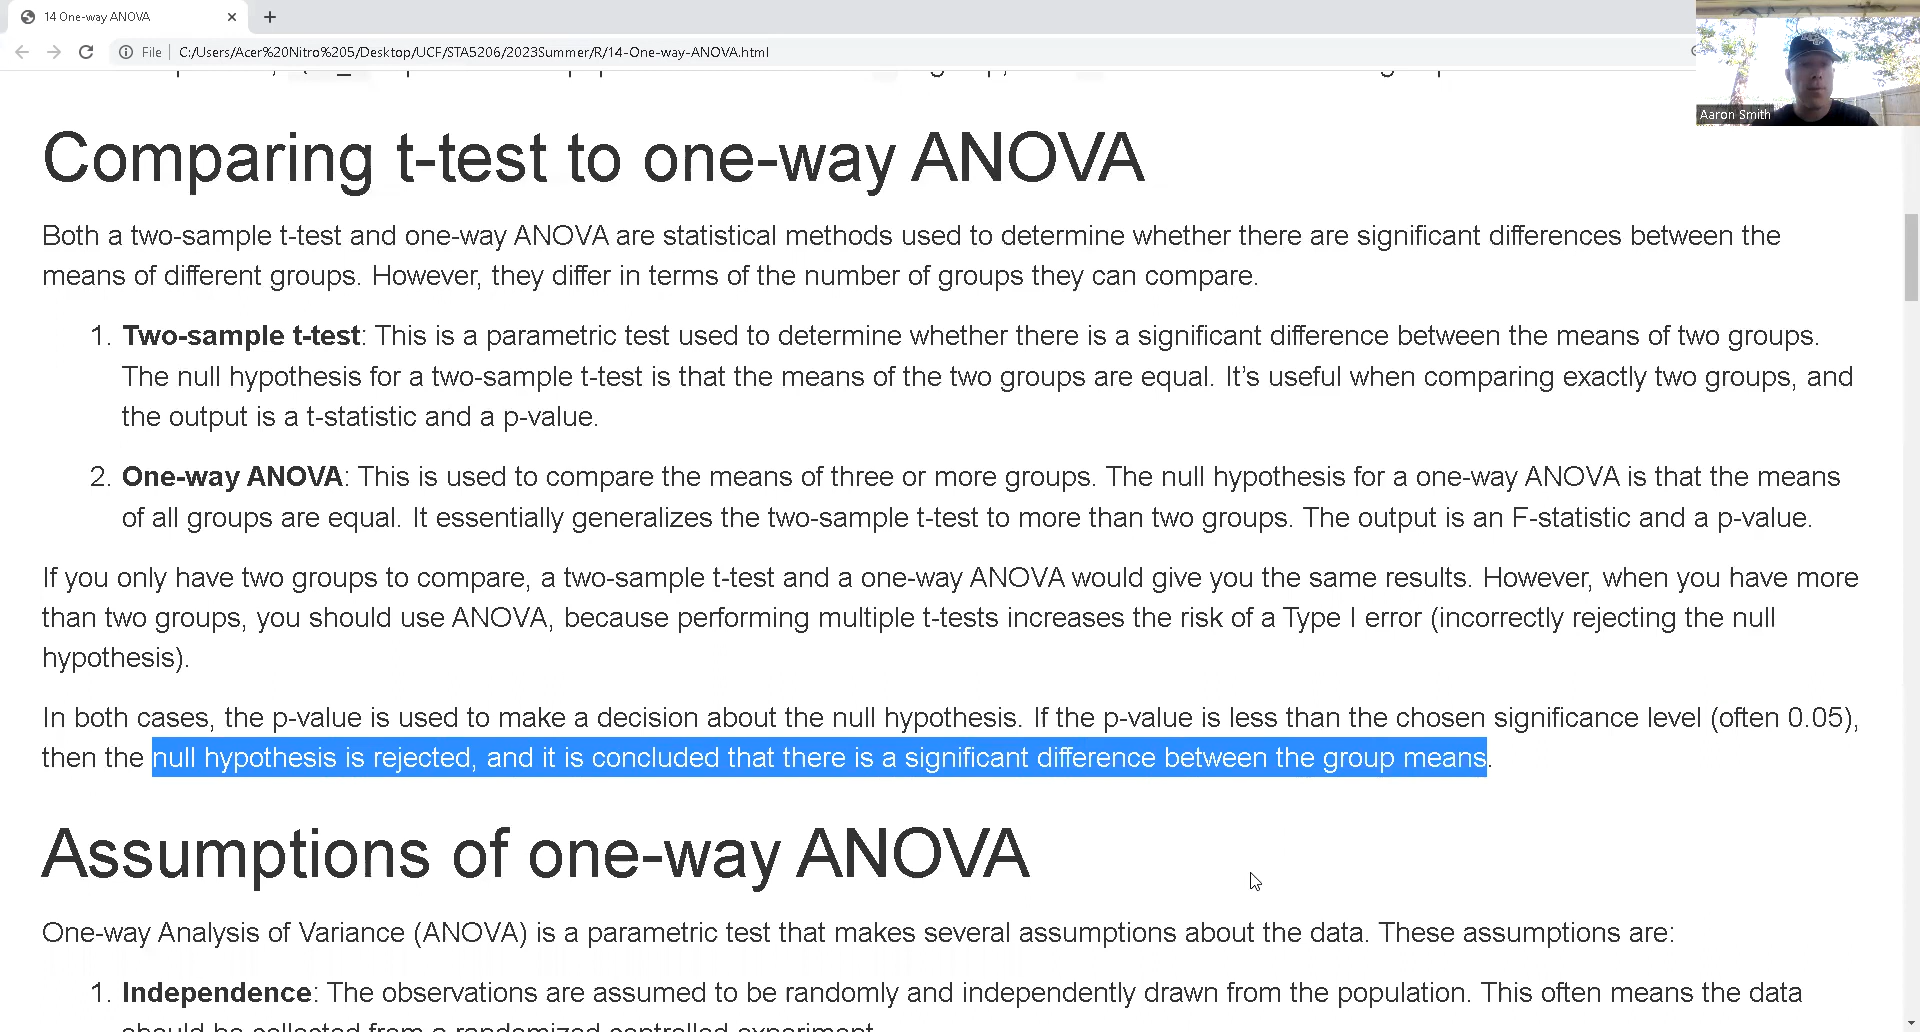 14 One-way ANOVA
File C:/Users/Acer%20Nitro%205/Desktop/UCF/STA5206/2023Summer/R/14-One-way-ANOVA.html
Aaron Smith
Comparing t-test to one-way ANOVA
Both a two-sample t-test and one-way ANOVA are statistical methods used to determine whether there are significant differences between the
means of different groups. However, they differ in terms of the number of groups they can compare.
1. Two-sample t-test: This is a parametric test used to determine whether there is a significant difference between the means of two groups.
The null hypothesis for a two-sample t-test is that the means of the two groups are equal. It’s useful when comparing exactly two groups, and
the output is a t-statistic and a p-value.
2. One-way ANOVA: This is used to compare the means of three or more groups. The null hypothesis for a one-way ANOVA is that the means
of all groups are equal. It essentially generalizes the two-sample t-test to more than two groups. The output is an F-statistic and a p-value.
If you only have two groups to compare, a two-sample t-test and a one-way ANOVA would give you the same results. However, when you have more
than two groups, you should use ANOVA, because performing multiple t-tests increases the risk of a Type I error (incorrectly rejecting the null
hypothesis).
In both cases, the p-value is used to make a decision about the null hypothesis. If the p-value is less than the chosen significance level (often 0.05),
then the null hypothesis is rejected, and it is concluded that there is a significant difference between the group means.
Assumptions of one-way ANOVA
One-way Analysis of Variance (ANOVA) is a parametric test that makes several assumptions about the data. These assumptions are:
1. Independence: The observations are assumed to be randomly and independently drawn from the population. This often means the data
should be collected from a randomized controlled experiment.